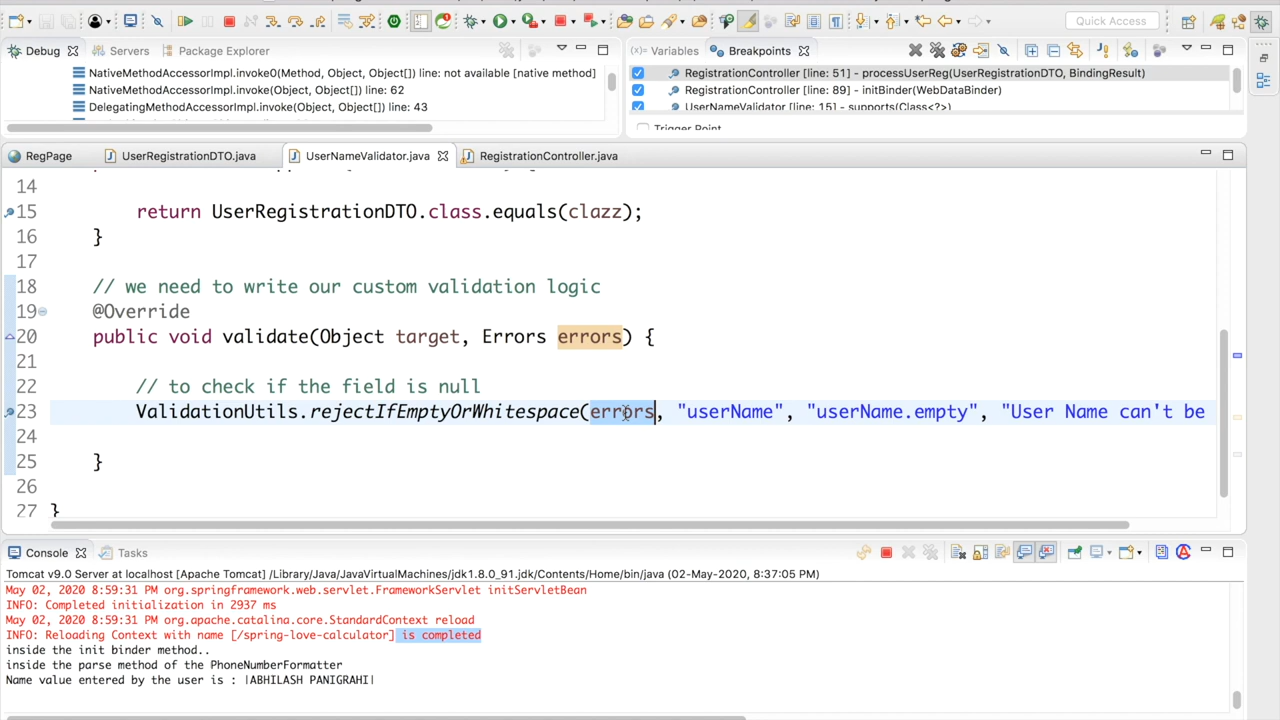 Quick Access
Debug Servers Package Explorer
NativeMethodAccessorImpl.invoke0(Method, Object, Object[]) line: not available [native method]
NativeMethodAccessorImpl.invoke(Object, Object[]) line: 62
DelegatingMethodAccessorImpl.invoke(Object, Object[]) line: 43
(x)= Variables Breakpoints
RegistrationController [line: 51] - processUserReg(UserRegistrationDTO, BindingResult)
RegistrationController [line: 89] - initBinder(WebDataBinder)
UserNameValidator [line: 15] - supports(Class<?>)
Trigger Point
RegPage UserRegistrationDTO.java UserNameValidator.java RegistrationController.java
14
15 return UserRegistrationDTO.class.equals(clazz);
16 }
17
18 // we need to write our custom validation logic
19 @Override
20 public void validate(Object target, Errors errors) {
21
22 // to check if the field is null
23 ValidationUtils.rejectIfEmptyOrWhitespace(errors, "userName", "userName.empty", "User Name can't be
24
25 }
26
27 }
Console Tasks
Tomcat v9.0 Server at localhost [Apache Tomcat] /Library/Java/JavaVirtualMachines/jdk1.8.0_91.jdk/Contents/Home/bin/java (02-May-2020, 8:37:05 PM)
May 02, 2020 8:59:31 PM org.springframework.web.servlet.FrameworkServlet initServletBean
INFO: Completed initialization in 2937 ms
May 02, 2020 8:59:31 PM org.apache.catalina.core.StandardContext reload
INFO: Reloading Context with name [/spring-love-calculator] is completed
inside the init binder method..
inside the parse method of the PhoneNumberFormatter
Name value entered by the user is : |ABHILASH PANIGRAHI|